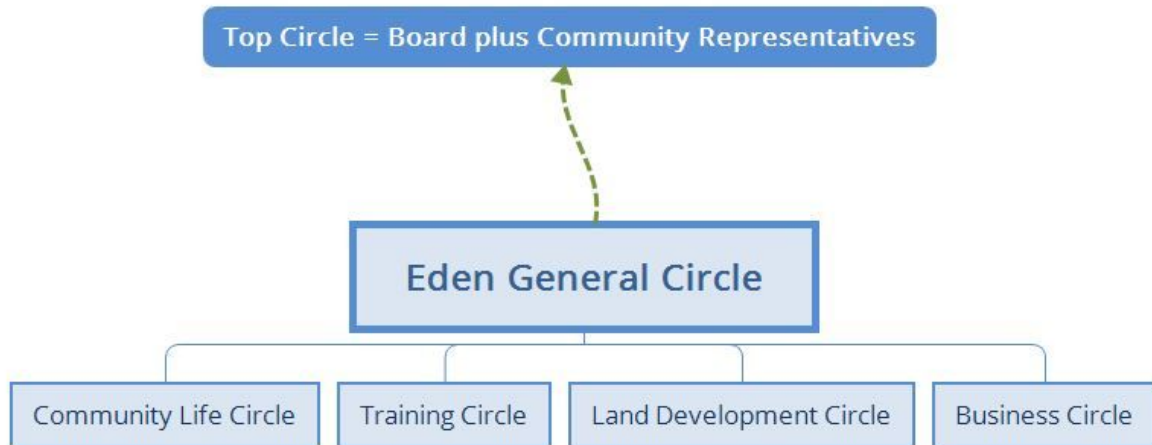 Top Circle = Board plus Community Representatives
Eden General Circle
Community Life Circle
Training Circle
Land Development Circle
Business Circle